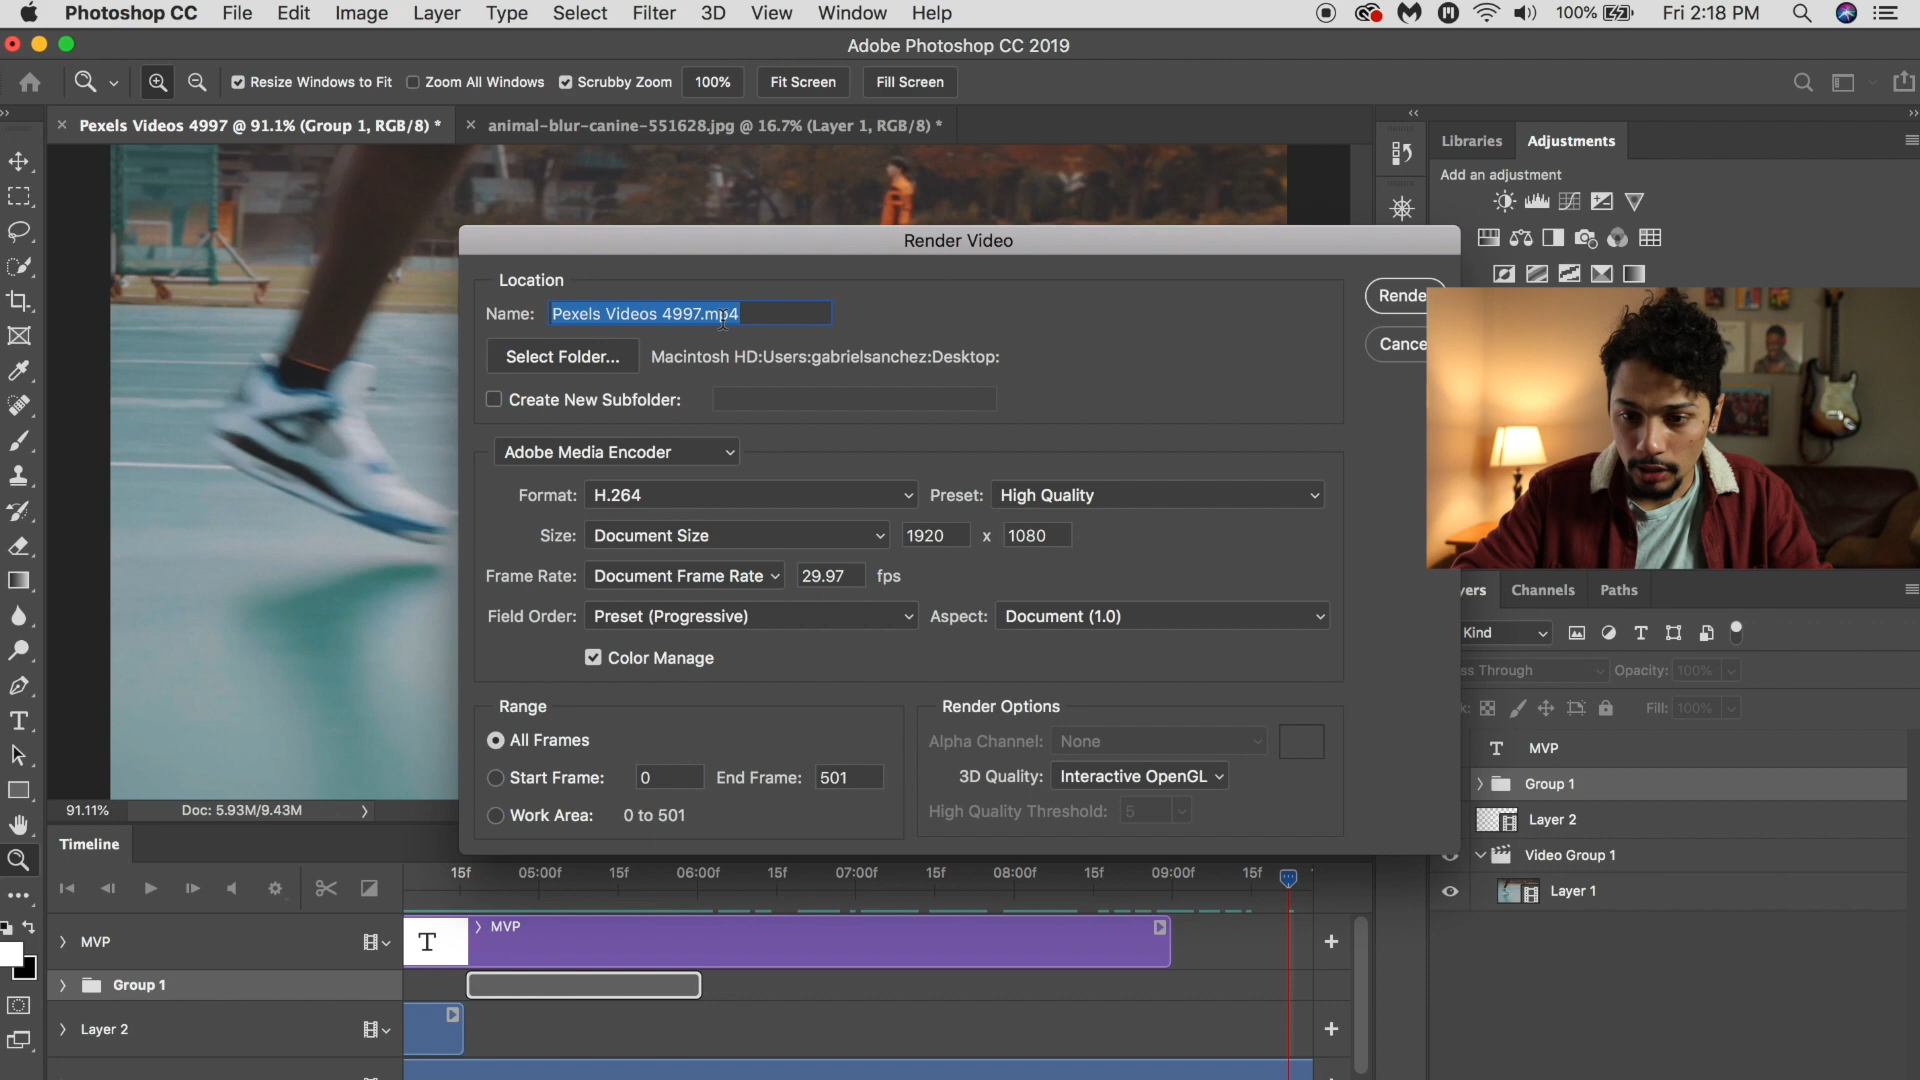 Photoshop CC File Edit Image Layer Type Select Filter 3D View Window Help 100% Fri 2:18 PM
Adobe Photoshop CC 2019
Resize Windows to Fit Zoom All Windows Scrubby Zoom 100% Fit Screen Fill Screen
Pexels Videos 4997 @ 91.1% (Group 1, RGB/8) * animal-blur-canine-551628.jpg @ 16.7% (Layer 1, RGB/8) *
Libraries Adjustments
Add an adjustment
Render Video
Location
Name: Pexels Videos 4997.mp4
Rende
Select Folder... Macintosh HD:Users:gabrielsanchez:Desktop:
Cance
Create New Subfolder:
Adobe Media Encoder
Format: H.264 Preset: High Quality
Size: Document Size 1920 x 1080
Frame Rate: Document Frame Rate 29.97 fps
Field Order: Preset (Progressive) Aspect: Document (1.0)
Color Manage
Range
All Frames
Start Frame: 0 End Frame: 501
Work Area: 0 to 501
Render Options
Alpha Channel: None
3D Quality: Interactive OpenGL
High Quality Threshold: 5
yers Channels Paths
Kind
ss Through Opacity: 100%
k: Fill: 100%
MVP
Group 1
Layer 2
Video Group 1
Layer 1
91.11% Doc: 5.93M/9.43M
Timeline
15f 05:00f 15f 06:00f 15f 07:00f 15f 08:00f 15f 09:00f 15f
MVP T MVP
Group 1
Layer 2